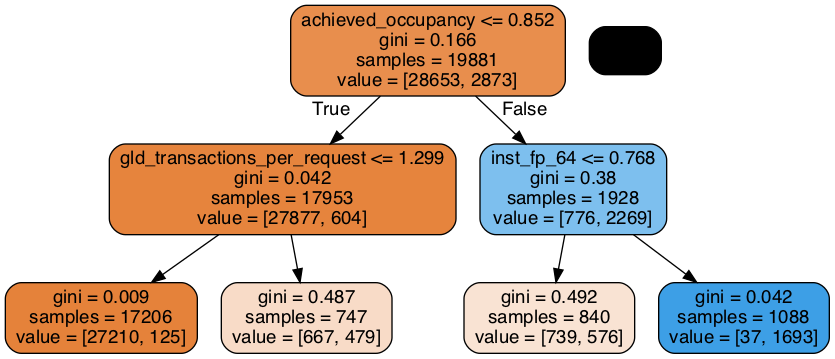 achieved_occupancy <= 0.852
gini = 0.166
samples = 19881
value = [28653, 2873]
True
False
gld_transactions_per_request <= 1.299
gini = 0.042
samples = 17953
value = [27877, 604]
inst_fp_64 <= 0.768
gini = 0.38
samples = 1928
value = [776, 2269]
gini = 0.009
samples = 17206
value = [27210, 125]
gini = 0.487
samples = 747
value = [667, 479]
gini = 0.492
samples = 840
value = [739, 576]
gini = 0.042
samples = 1088
value = [37, 1693]